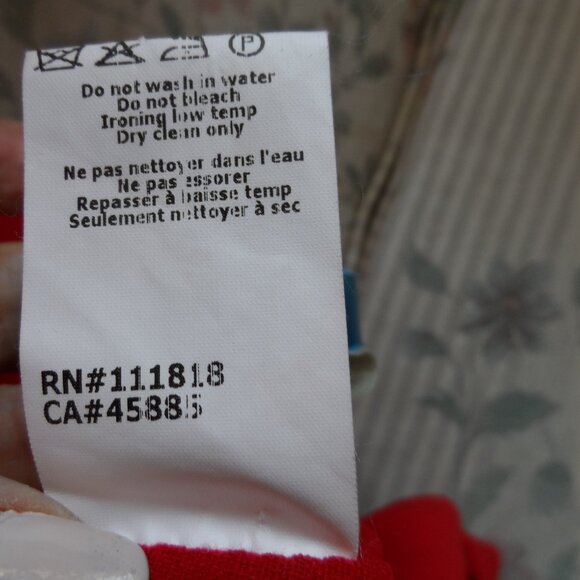 P
Do not wash in water
Do not bleach
Ironing low temp
Dry clean only
Ne pas nettoyer dans l'eau
Ne pas essorer
Repasser à baisse temp
Seulement nettoyer à sec
RN#111818
CA#45885